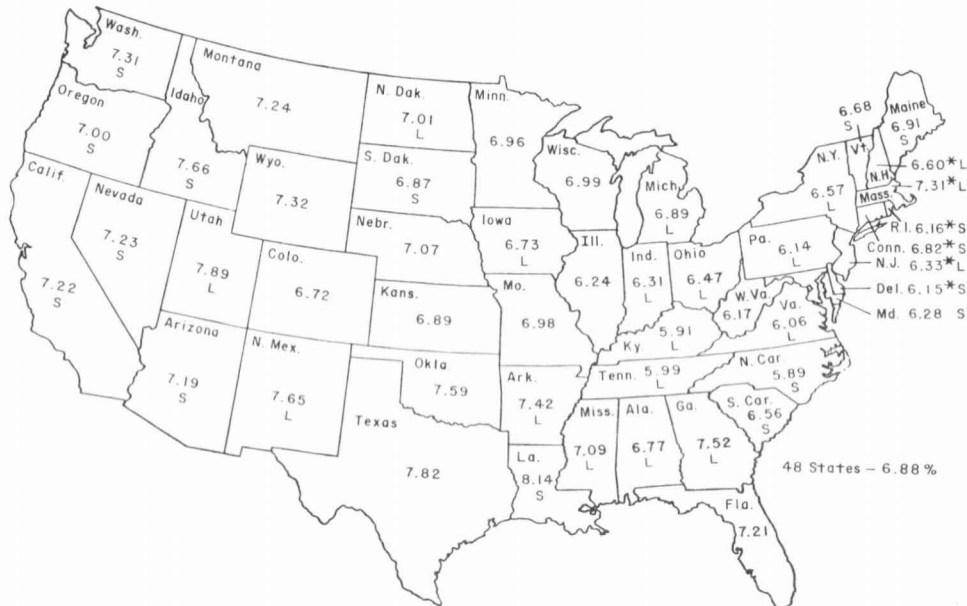 Wash.
7.31
S
Montana
7.24
N. Dak.
7.01
L
Minn.
6.96
6.68
S
Maine
6.91
S
Oregon
7.00
S
Idaho
7.66
S
Wyo.
7.32
S. Dak.
6.87
S
Wisc.
6.99
Mich.
6.89
L
N.Y.
6.57
L
Vt.
N.H.
6.60*L
Mass.
7.31*L
R.I. 6.16*S
Conn. 6.82*S
N.J. 6.33*L
Del. 6.15*S
Md. 6.28 S
Calif.
7.22
S
Nevada
7.23
S
Utah
7.89
L
Colo.
6.72
Nebr.
7.07
Iowa
6.73
L
Ill.
6.24
Ind.
6.31
L
Ohio
6.47
L
Pa.
6.14
L
W.Va.
6.17
Va.
6.06
L
Kans.
6.89
Mo.
6.98
Ky.
5.91
L
Arizona
7.19
S
N. Mex.
7.65
L
Okla.
7.59
Ark.
7.42
L
Tenn. 5.99
L
N. Car.
5.89
S
S. Car.
6.56
S
Texas
7.82
La.
8.14
S
Miss.
7.09
L
Ala.
6.77
L
Ga.
7.52
L
48 States – 6.88%
Fla.
7.21